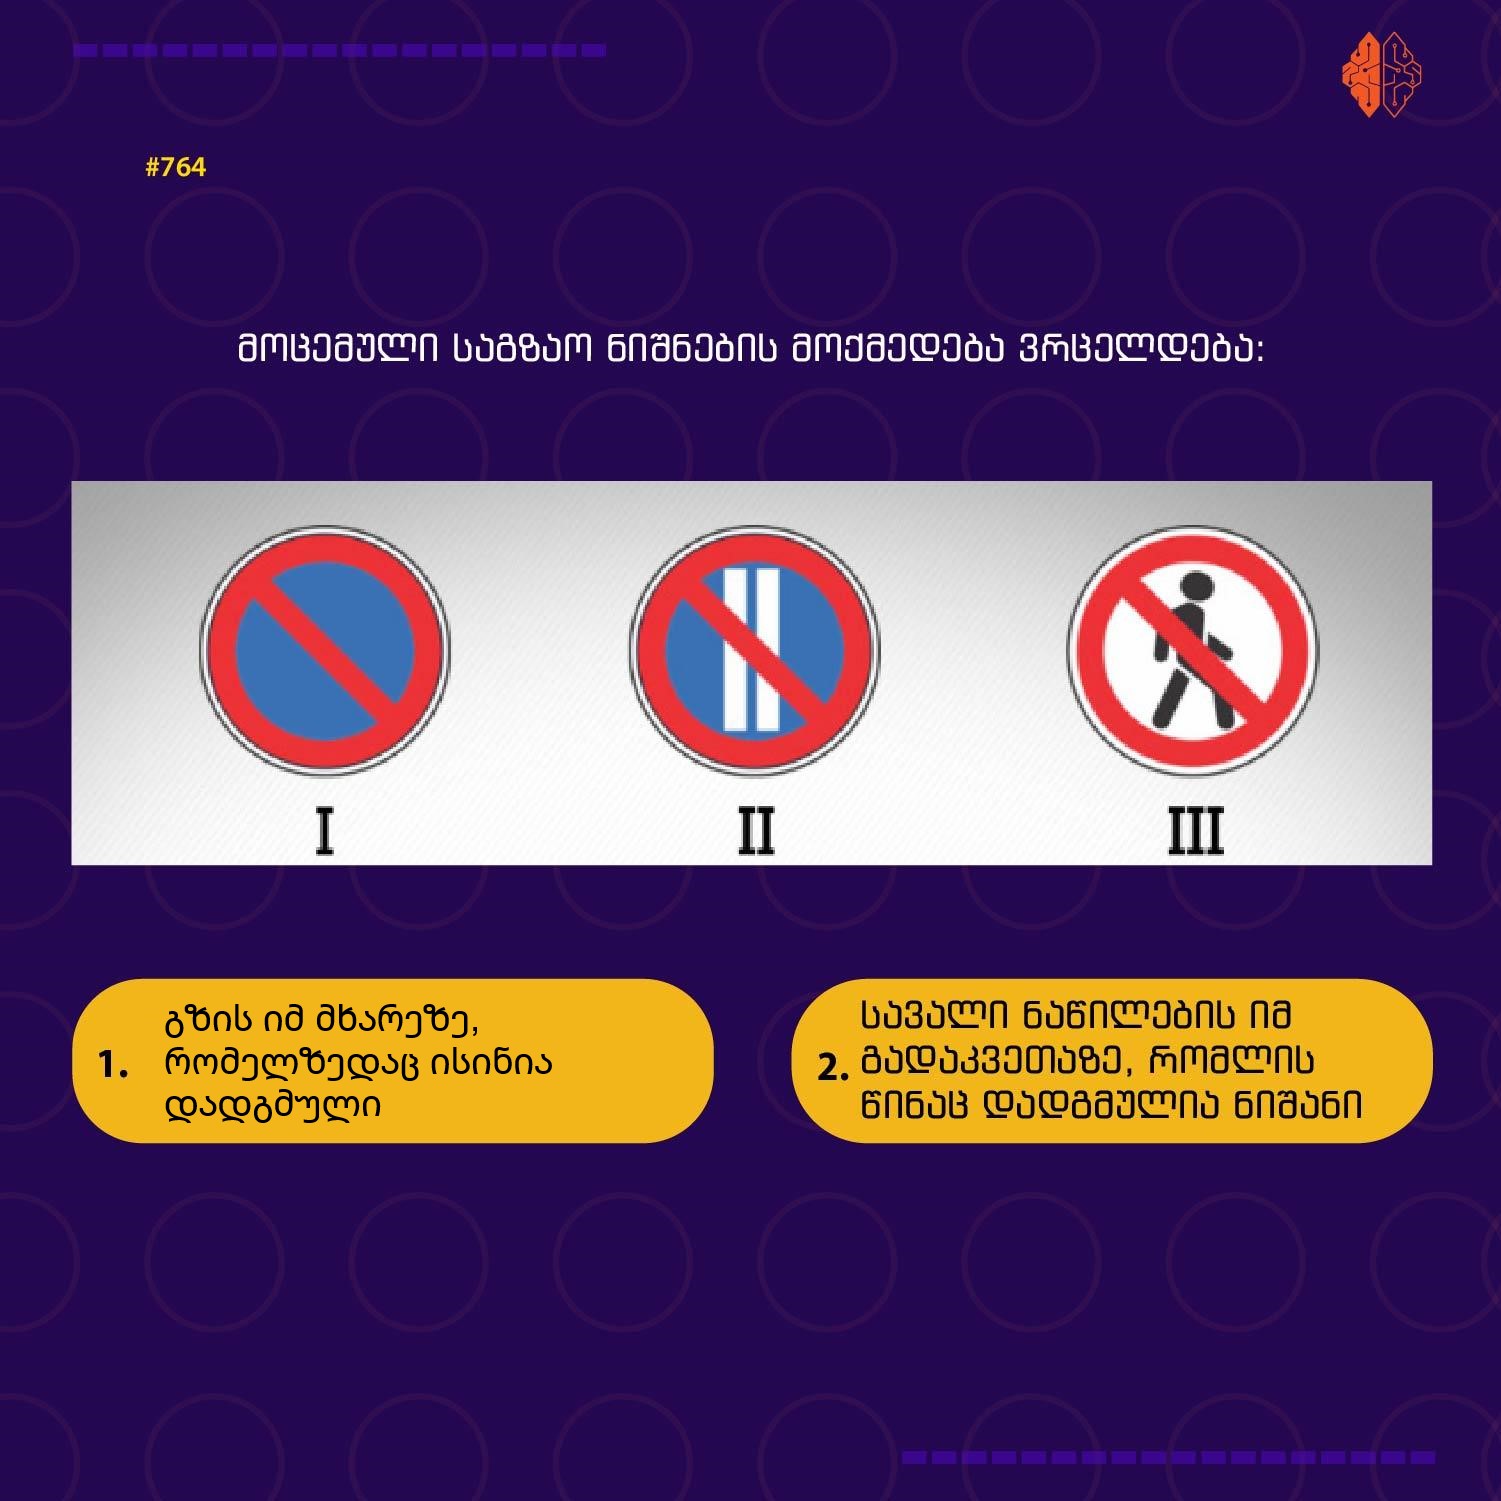 #764
მოცემული საგზაო ნიშნების მოქმედება ვრცელდება:
I
II
III
1. გზის იმ მხარეზე,
რომელზედაც ისინია
დადგმული
2. სავალი ნაწილების იმ
გადაკვეთაზე, რომლის
წინაც დადგმულია ნიშანი